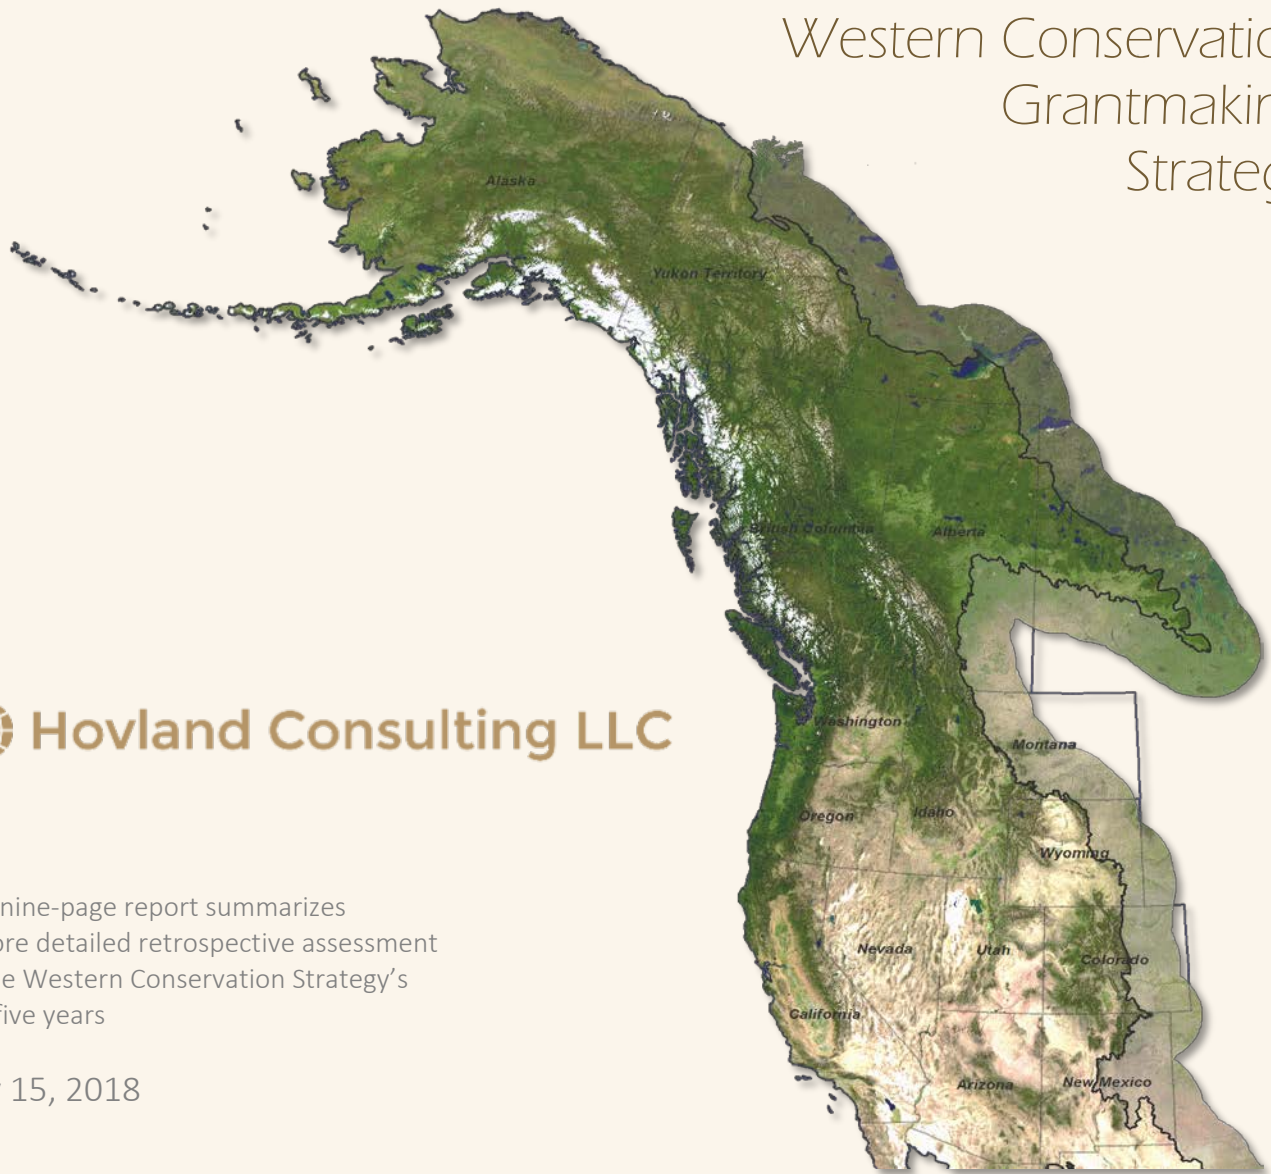 Western Conservatio
Grantmakin
Strateg
Alaska
Yukon Territory
British Columbia
Alberta
Hovland Consulting LLC
Washington
Montana
Oregon
Idaho
Wyoming
nine-page report summarizes
ore detailed retrospective assessment
e Western Conservation Strategy’s
five years
Nevada
Utah
Colorado
California
15, 2018
Arizona
New Mexico